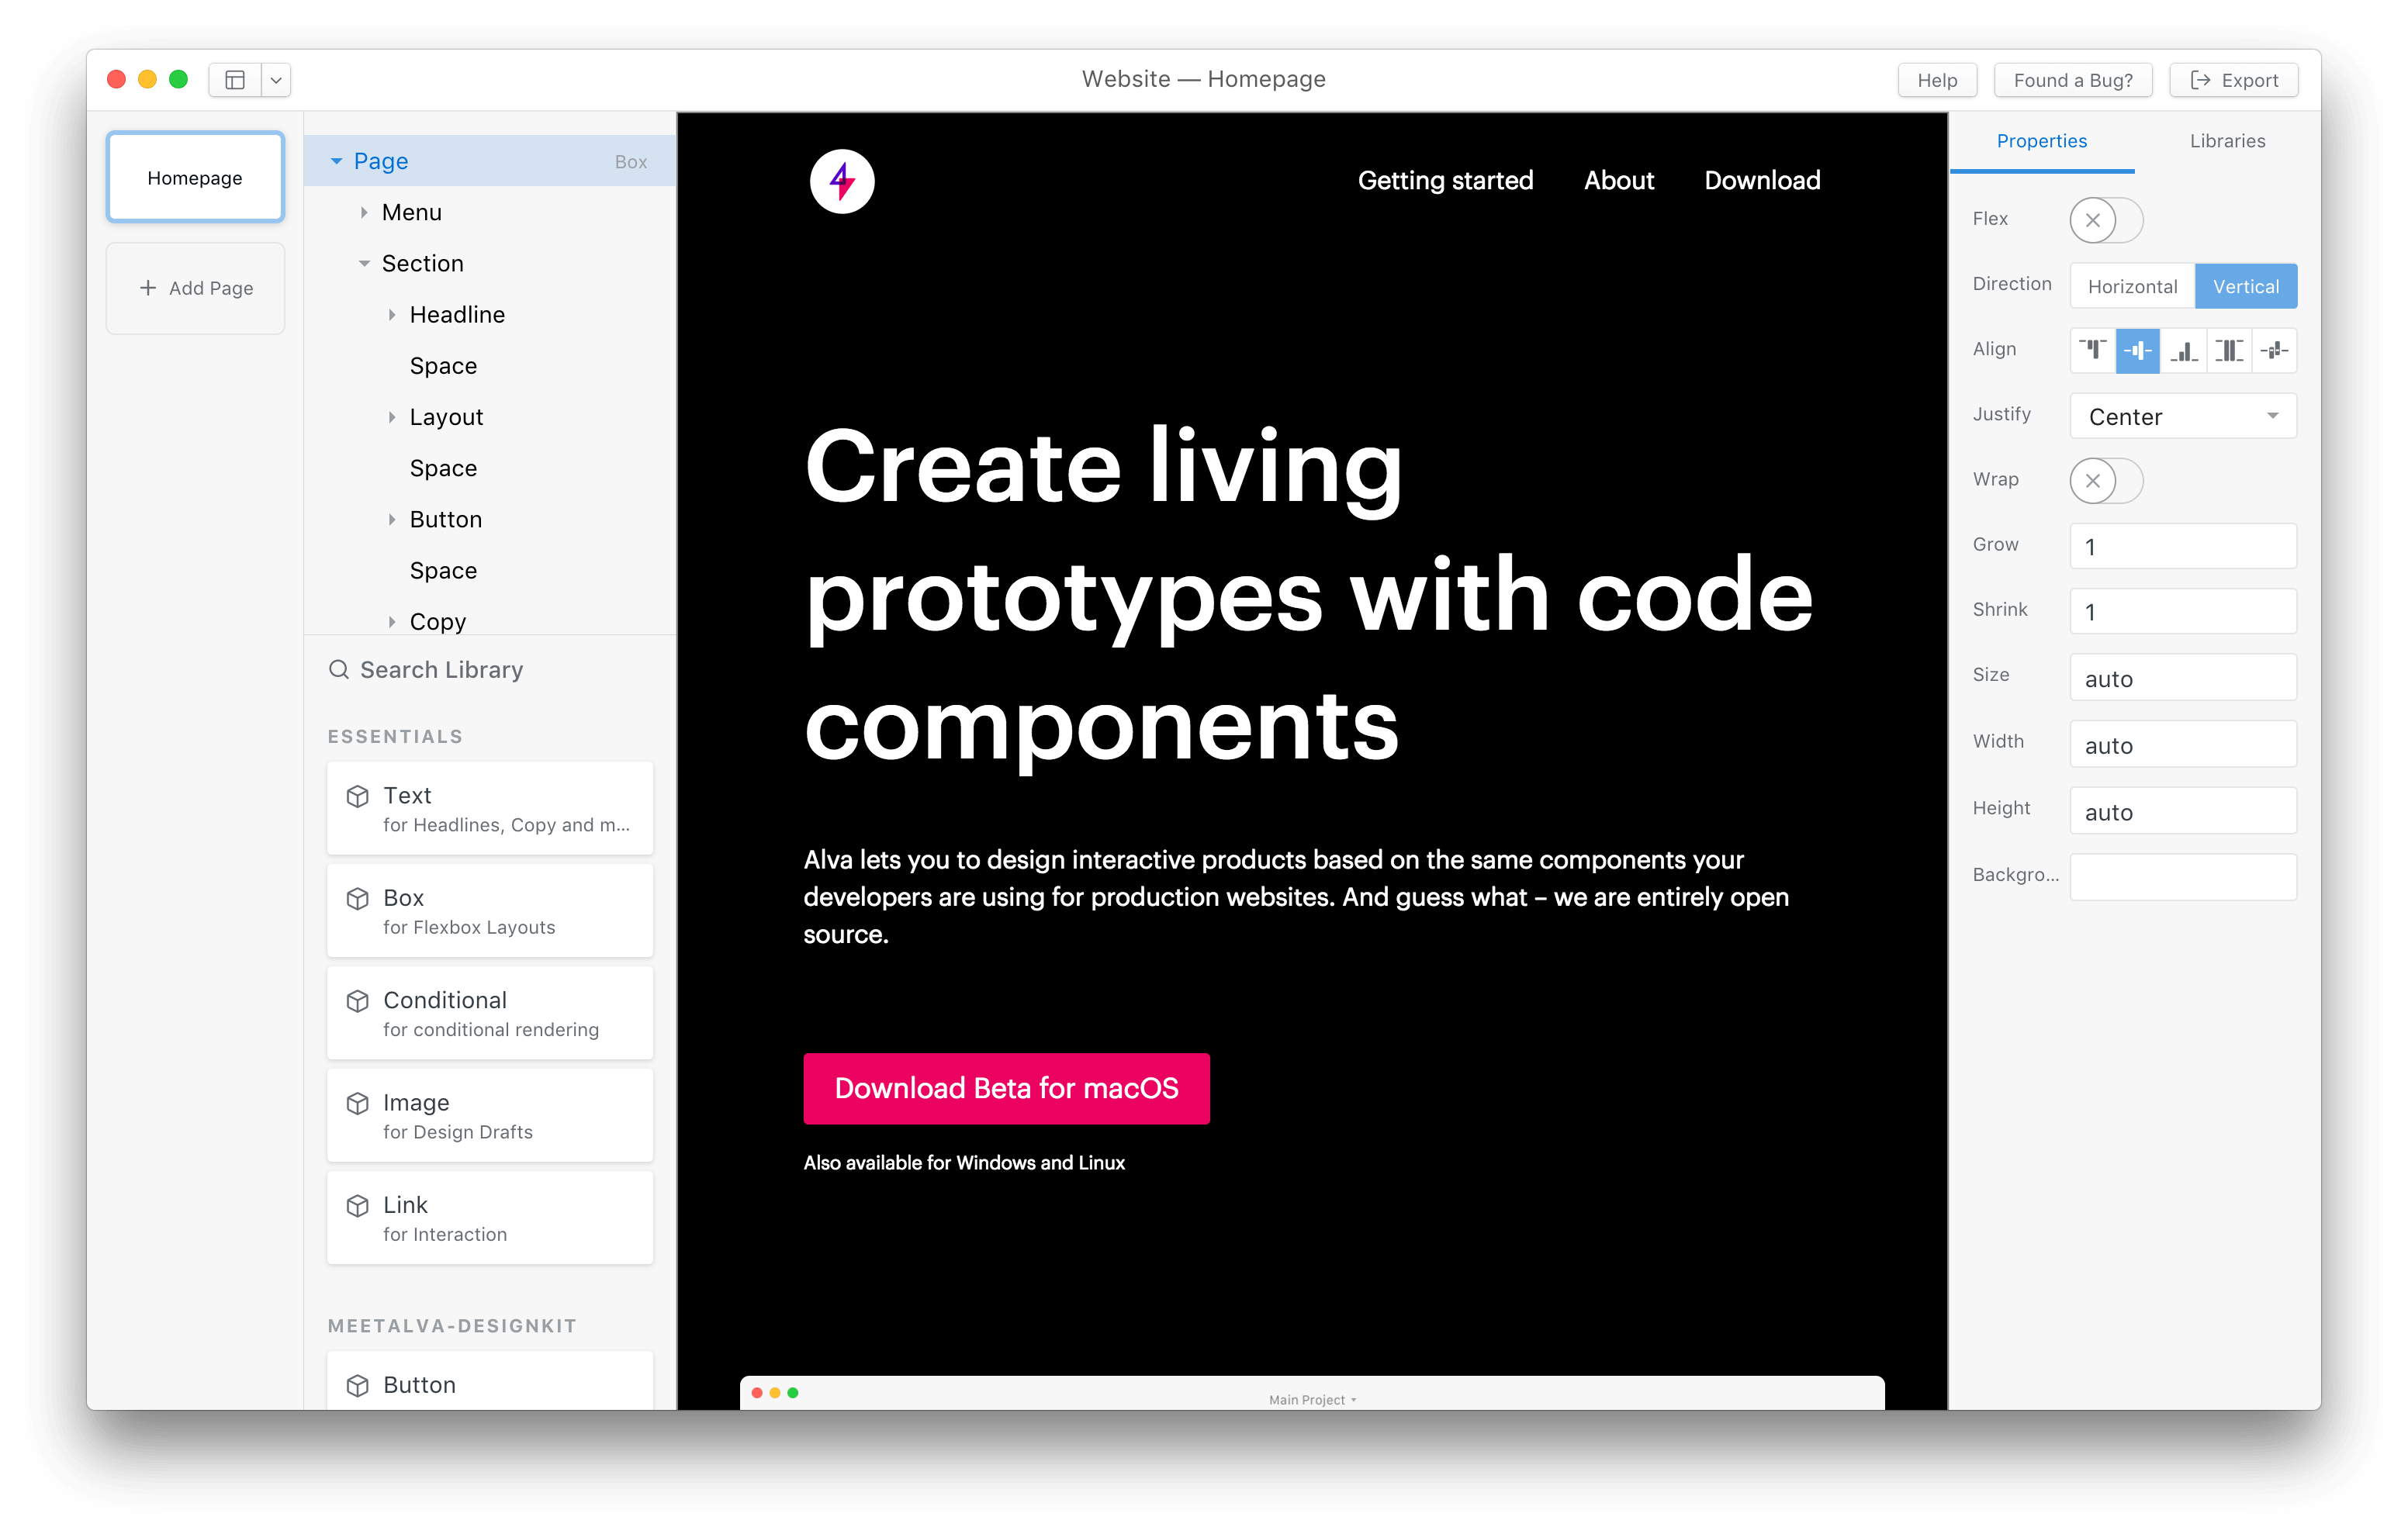 Website — Homepage
Help
Found a Bug?
Export
Homepage
Add Page
Page
Box
Menu
Section
Headline
Space
Layout
Space
Button
Space
Copy
Search Library
ESSENTIALS
Text
for Headlines, Copy and m...
Box
for Flexbox Layouts
Conditional
for conditional rendering
Image
for Design Drafts
Link
for Interaction
MEETALVA-DESIGNKIT
Button
Getting started
About
Download
Create living
prototypes with code
components
Alva lets you to design interactive products based on the same components your
developers are using for production websites. And guess what – we are entirely open
source.
Download Beta for macOS
Also available for Windows and Linux
Main Project
Properties
Libraries
Flex
Direction
Horizontal
Vertical
Align
Justify
Center
Wrap
Grow
1
Shrink
1
Size
auto
Width
auto
Height
auto
Backgro...